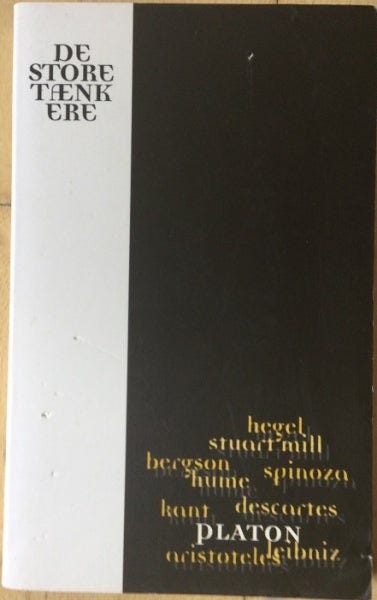 DE
STORE
TÆNK
ERE
hegel
stuart mill
bergson spinoza
hume
kant descartes
PLATON
leibniz
aristoteles